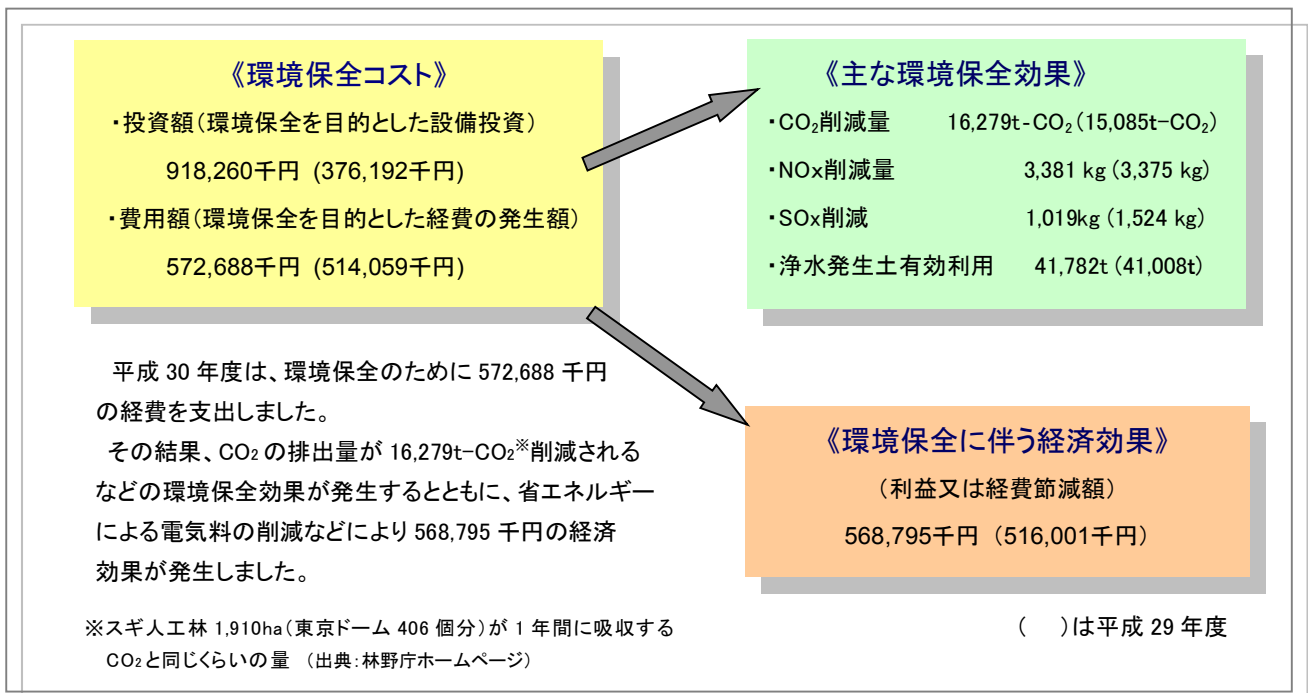 《環境保全コスト》
・投資額（環境保全を目的とした設備投資）
918,260千円 (376,192千円)
・費用額（環境保全を目的とした経費の発生額）
572,688千円 (514,059千円)
《主な環境保全効果》
・CO₂削減量 16,279t-CO₂（15,085t-CO₂）
・NOx削減量 3,381 kg（3,375 kg）
・SOx削減 1,019kg（1,524 kg）
・浄水発生土有効利用 41,782t（41,008t）
平成 30 年度は、環境保全のために 572,688 千円
の経費を支出しました。
その結果、CO₂の排出量が 16,279t-CO₂※削減される
などの環境保全効果が発生するとともに、省エネルギー
による電気料の削減などにより 568,795 千円の経済
効果が発生しました。
《環境保全に伴う経済効果》
（利益又は経費節減額）
568,795千円（516,001千円）
※スギ人工林 1,910ha（東京ドーム 406 個分）が 1 年間に吸収する
CO₂と同じくらいの量 （出典：林野庁ホームページ）
（ ）は平成 29 年度